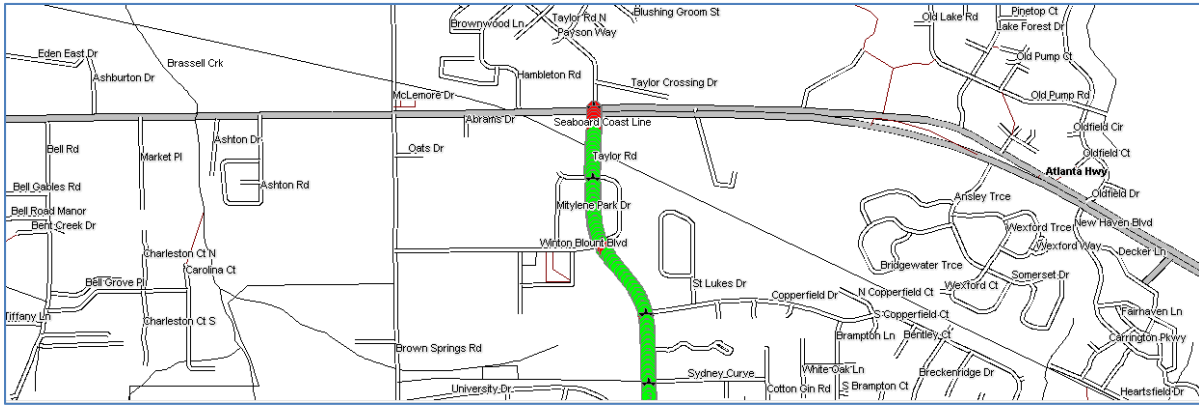 Blushing Groom St
Taylor Rd N
Brownwood Ln
Payson Way
Old Lake Rd
Pinetop Ct
Lake Forest Dr
Eden East Dr
Brassell Crk
Ashburton Dr
Hambleton Rd
Taylor Crossing Dr
Old Pump Ct
McLemore Dr
Old Pump Rd
Abrams Dr
Seaboard Coast Line
Oldfield Cir
Bell Rd
Market Pl
Ashton Dr
Oats Dr
Taylor Rd
Oldfield Ct
Atlanta Hwy
Bell Gables Rd
Ashton Rd
Ansley Trce
Oldfield Dr
Bell Road Manor
Mitylene Park Dr
Bent Creek Dr
Wexford Trce
New Haven Blvd
Charleston Ct N
Winton Blount Blvd
Wexford Way
Decker Ln
Carolina Ct
Bridgewater Trce
Somerset Dr
Bell Grove Pl
St Lukes Dr
Copperfield Dr
N Copperfield Ct
Wexford Ct
Tiffany Ln
Charleston Ct S
S Copperfield Ct
Fairhaven Ln
Brampton Ln
Bentley Ct
Carrington Pkwy
Brown Springs Rd
Sydney Curve
White Oak Ln
Breckenridge Dr
University Dr
Cotton Gin Rd
S Brampton Ct
Heartsfield Dr